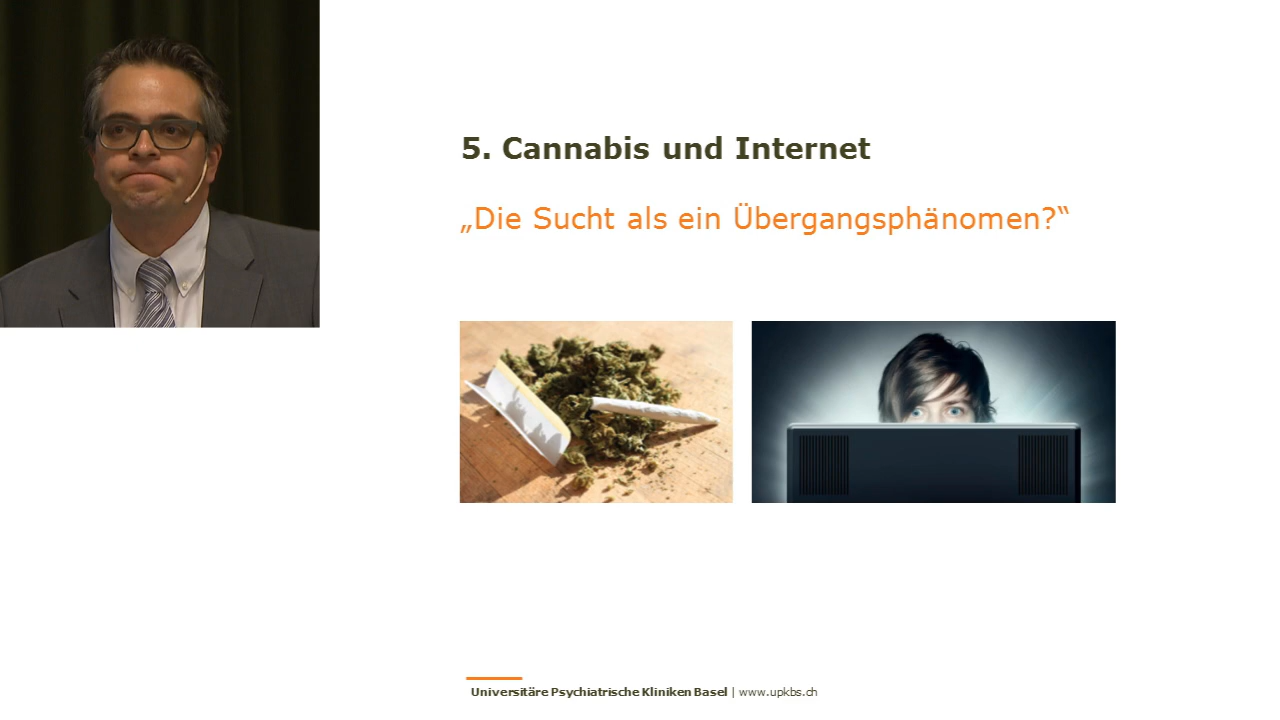 5. Cannabis und Internet
„Die Sucht als ein Übergangsphänomen?“
Universitäre Psychiatrische Kliniken Basel | www.upkbs.ch